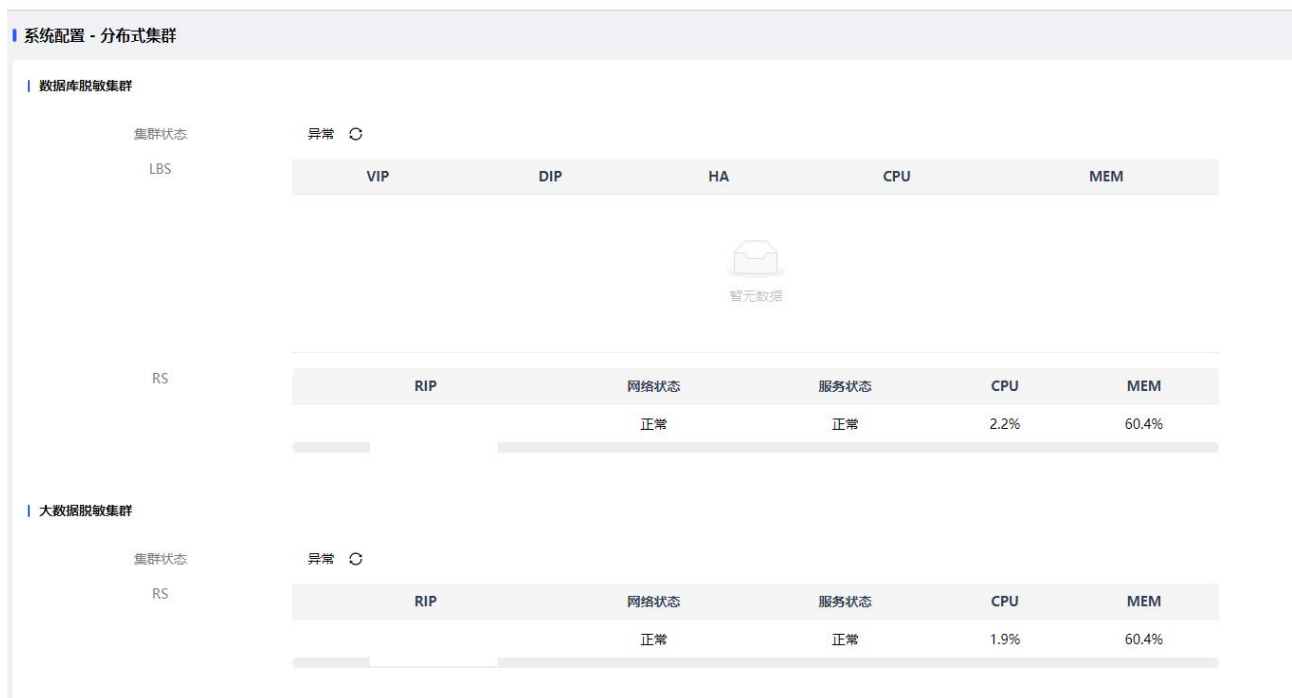 系统配置 - 分布式集群
数据库脱敏集群
集群状态 异常
LBS VIP DIP HA CPU MEM
暂无数据
RS RIP 网络状态 服务状态 CPU MEM
正常 正常 2.2% 60.4%
大数据脱敏集群
集群状态 异常
RS RIP 网络状态 服务状态 CPU MEM
正常 正常 1.9% 60.4%